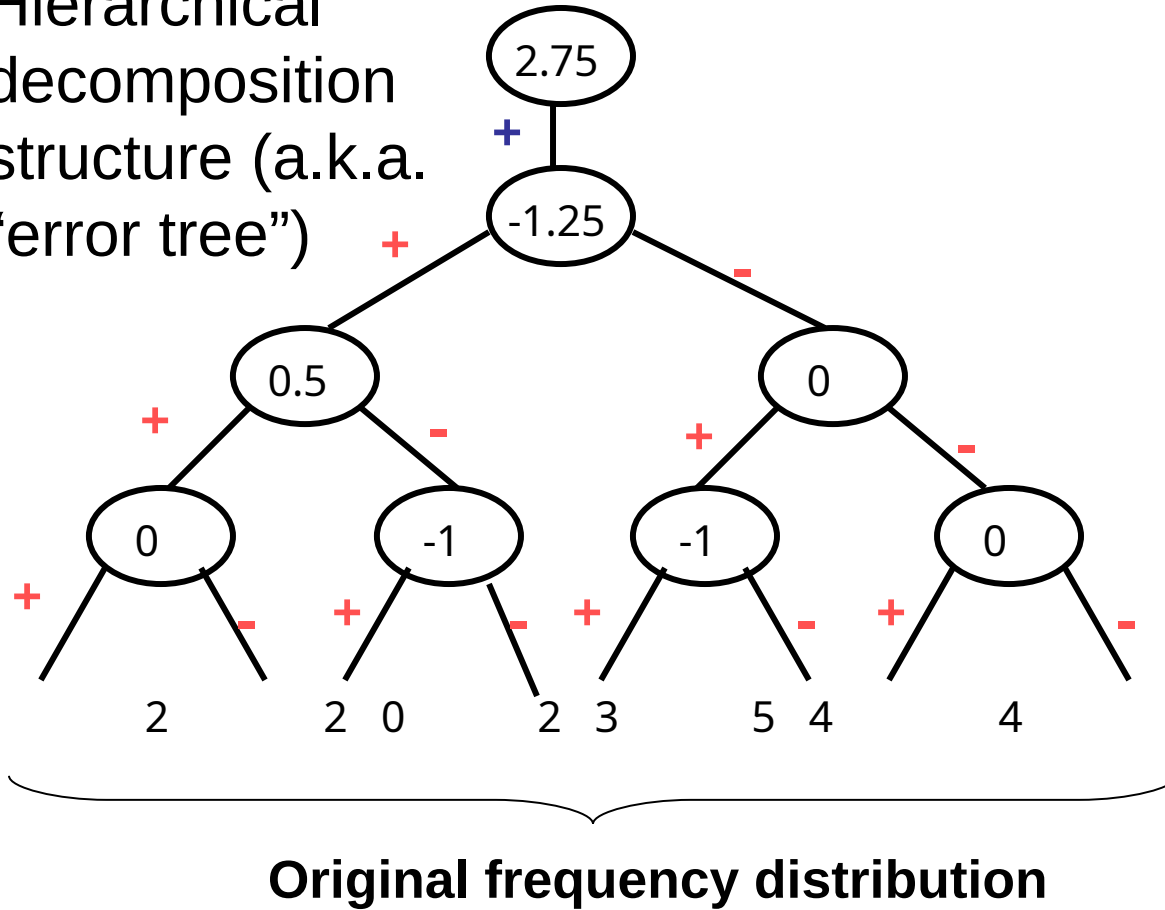 Hierarchical
decomposition
structure (a.k.a.
“error tree”)
2.75
+
-1.25
+ -
0.5 0
+ - + -
0 -1 -1 0
+ - + - + - + -
2 2 0 2 3 5 4 4
Original frequency distribution